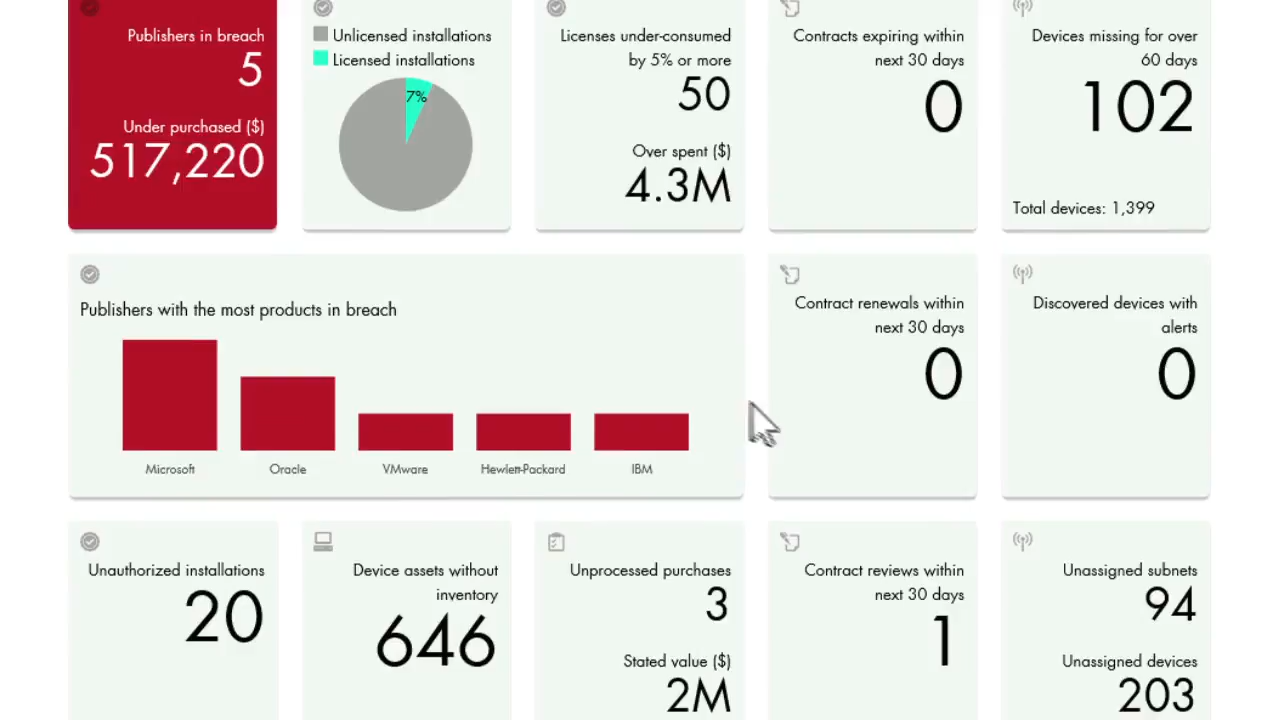 Publishers in breach
5
Under purchased ($)
517,220
Unlicensed installations
Licensed installations
7%
Licenses under-consumed
by 5% or more
50
Over spent ($)
4.3M
Contracts expiring within
next 30 days
0
Devices missing for over
60 days
102
Total devices: 1,399
Publishers with the most products in breach
Microsoft
Oracle
VMware
Hewlett-Packard
IBM
Contract renewals within
next 30 days
0
Discovered devices with
alerts
0
Unauthorized installations
20
Device assets without
inventory
646
Unprocessed purchases
3
Stated value ($)
2M
Contract reviews within
next 30 days
1
Unassigned subnets
94
Unassigned devices
203